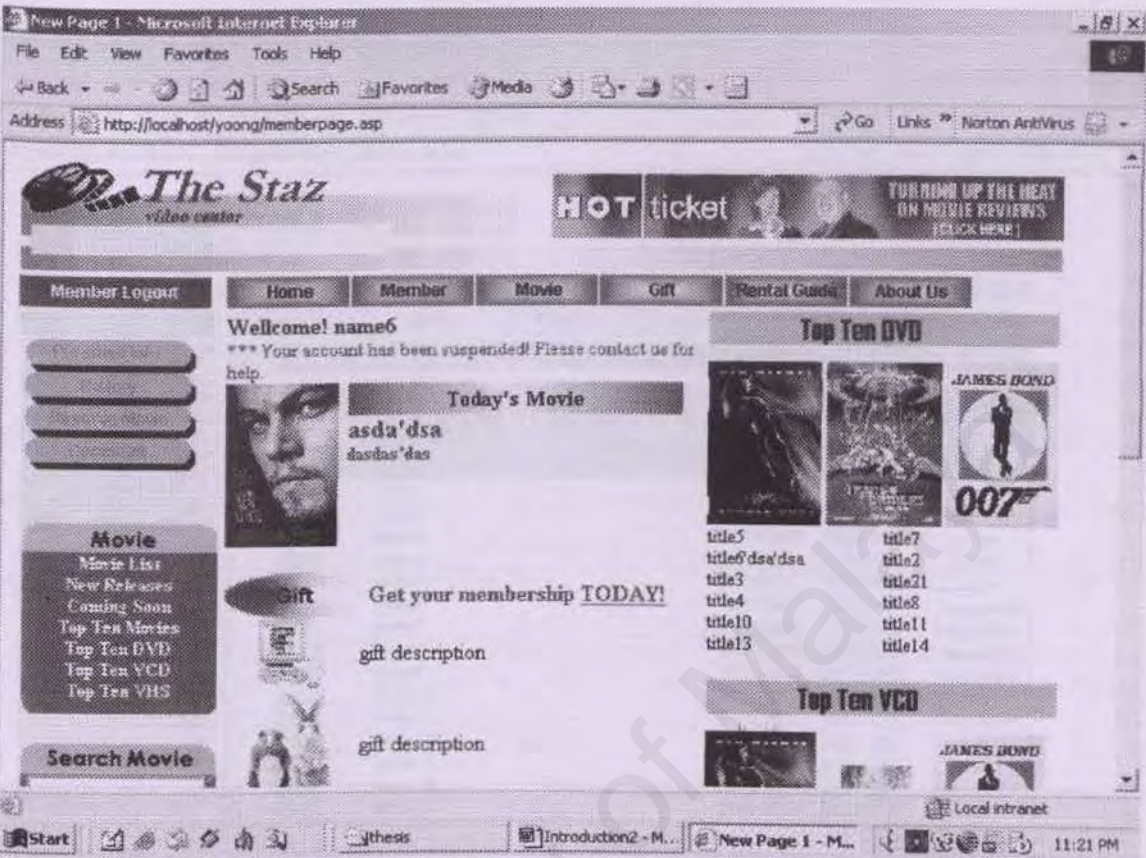 New Page 1 - Microsoft Internet Explorer
File Edit View Favorites Tools Help
Back Search Favorites Media
Address http://localhost/yoong/memberpage.asp Go Links » Norton AntiVirus
The Staz
video center
HOT ticket
TURNING UP THE HEAT
ON MOVIE REVIEWS
[CLICK HERE]
Member Logout
Home Member Movie Gift Rental Guide About Us
Wellcome! name6
*** Your account has been suspended! Please contact us for
help.
Today's Movie
asda'dsa
dasdas'das
Top Ten DVD
JAMES BOND
007
title5 title7
title6'dsa'dsa title2
title3 title21
title4 title8
title10 title11
title13 title14
Movie
Movie List
New Releases
Coming Soon
Top Ten Movies
Top Ten DVD
Top Ten VCD
Top Ten VHS
Gift
Get your membership TODAY!
gift description
gift description
Top Ten VCD
JAMES BOND
Search Movie
Local intranet
Start thesis Introduction2 - M... New Page 1 - M... 11:21 PM
of Malaya